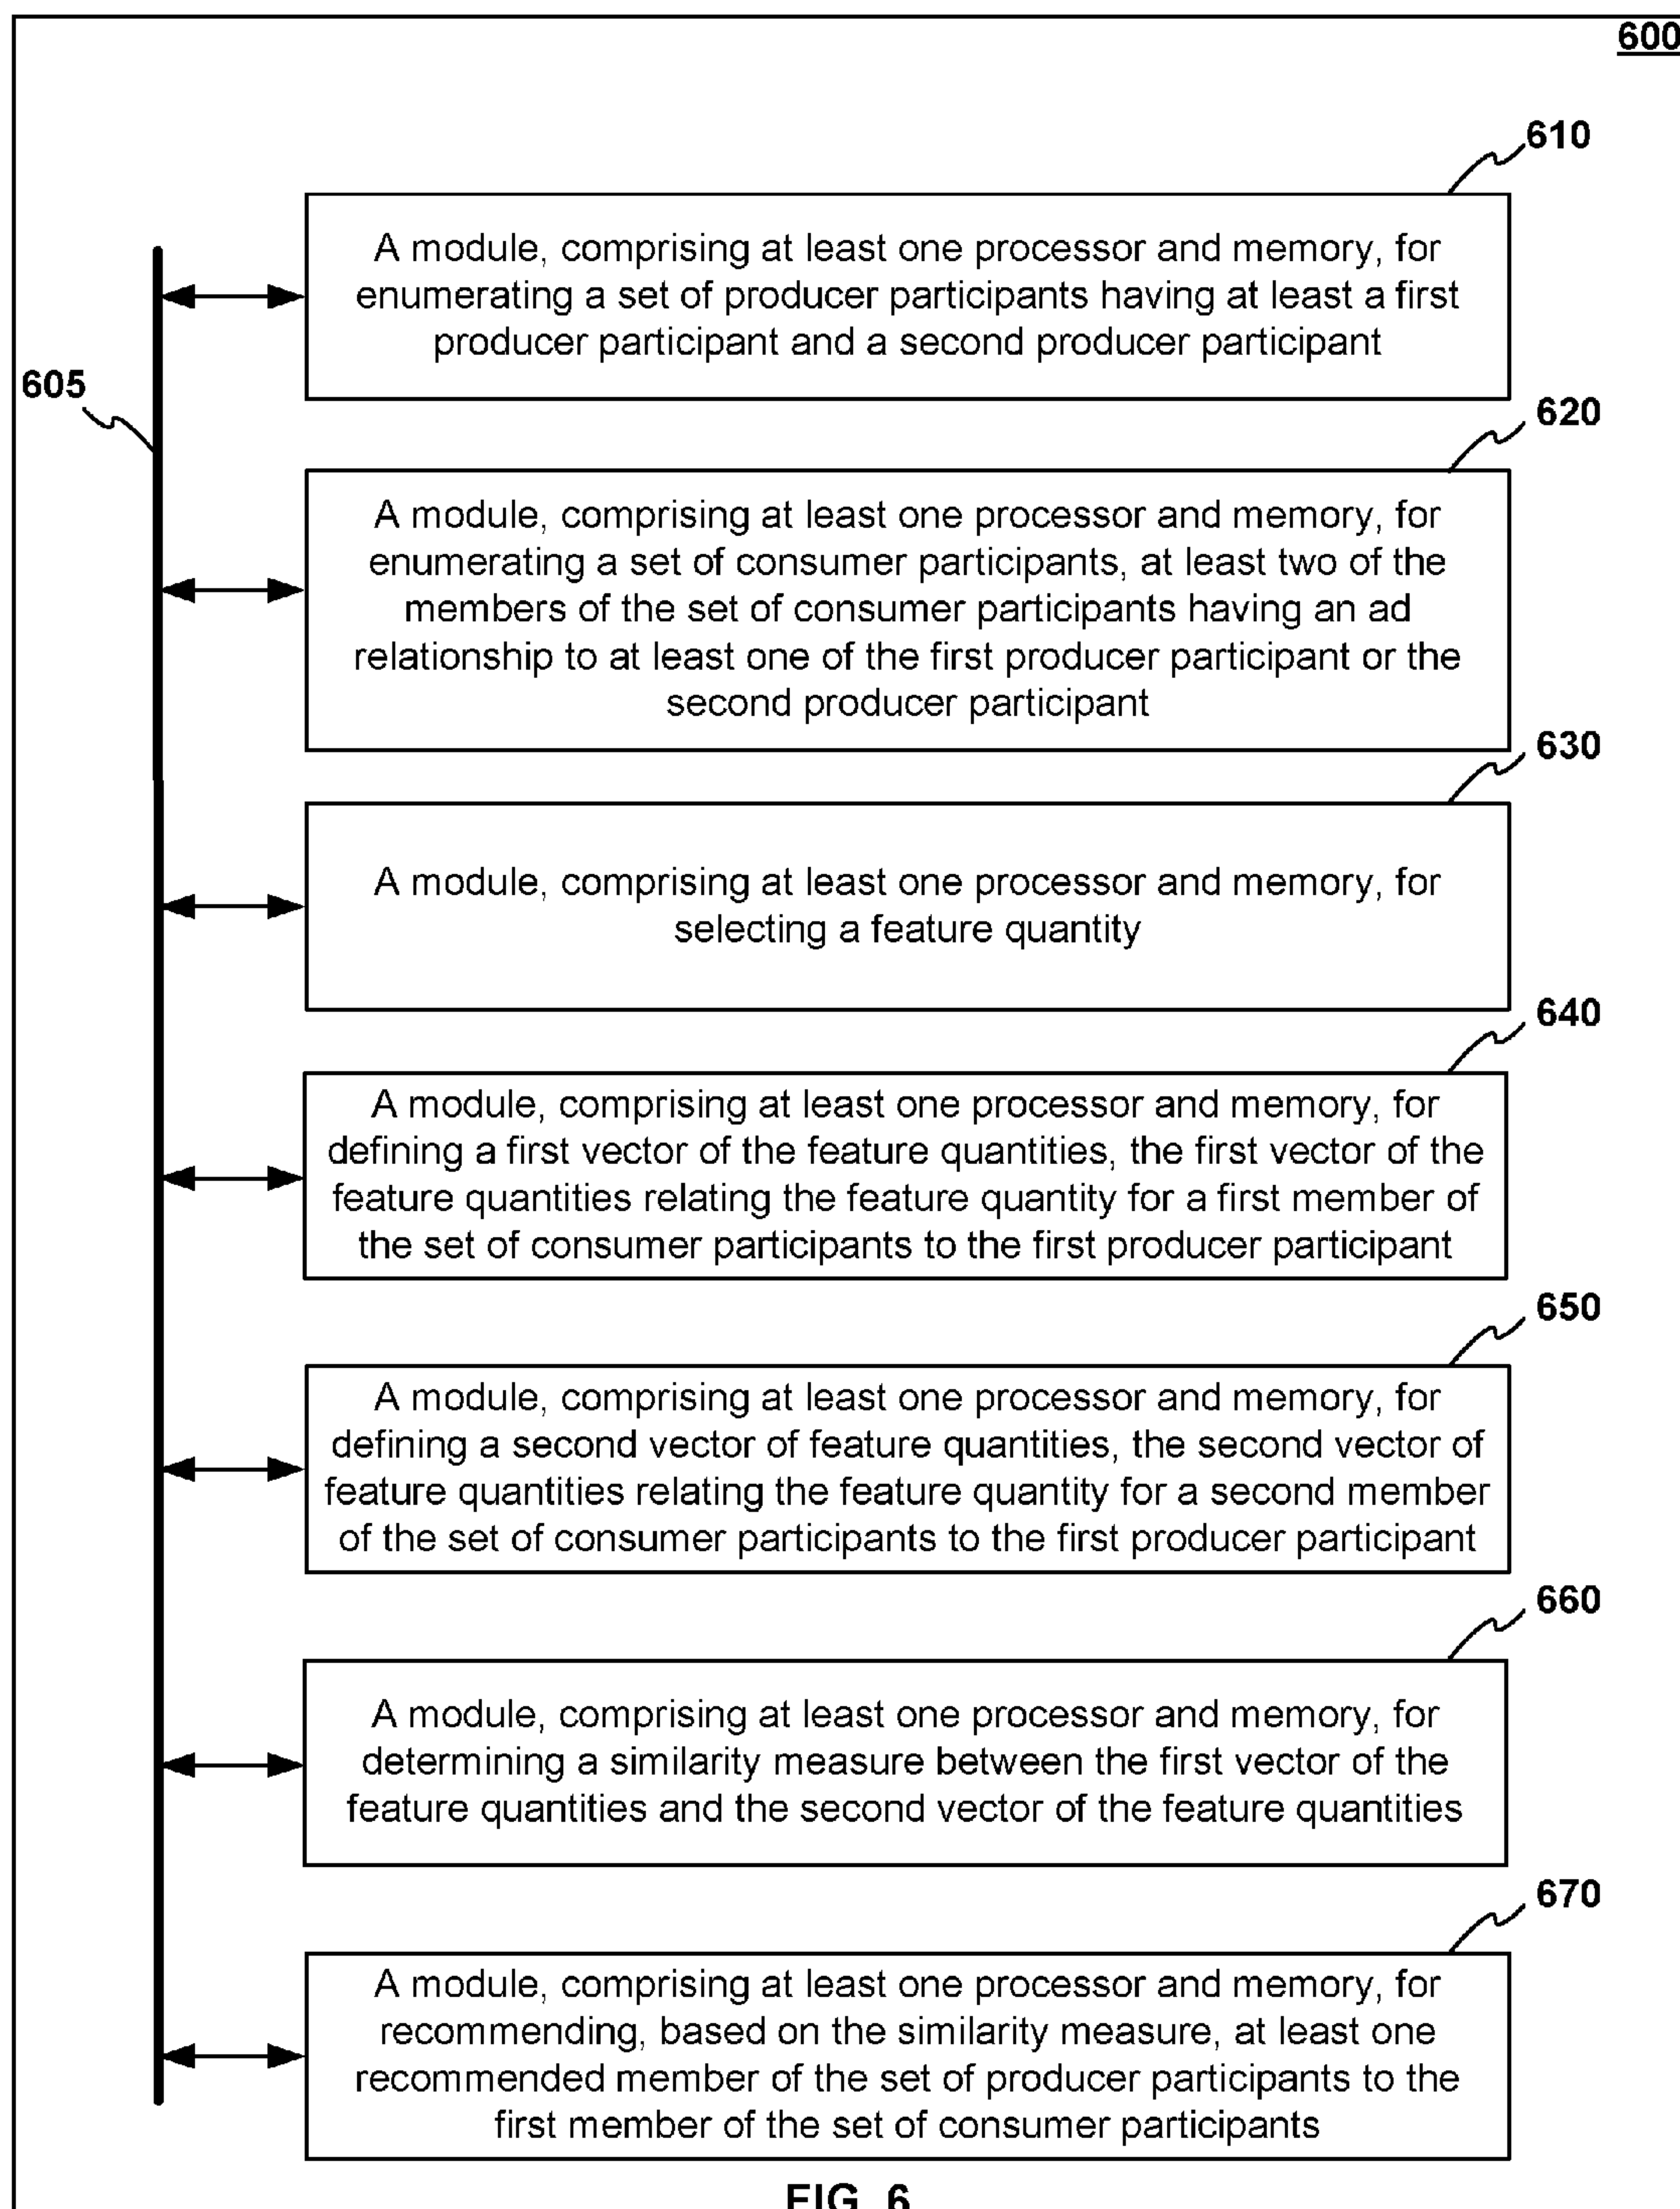 600
610
A module, comprising at least one processor and memory, for
enumerating a set of producer participants having at least a first
producer participant and a second producer participant
605
620
A module, comprising at least one processor and memory, for
enumerating a set of consumer participants, at least two of the
members of the set of consumer participants having an ad
relationship to at least one of the first producer participant or the
second producer participant
630
A module, comprising at least one processor and memory, for
selecting a feature quantity
640
A module, comprising at least one processor and memory, for
defining a first vector of the feature quantities, the first vector of the
feature quantities relating the feature quantity for a first member of
the set of consumer participants to the first producer participant
650
A module, comprising at least one processor and memory, for
defining a second vector of feature quantities, the second vector of
feature quantities relating the feature quantity for a second member
of the set of consumer participants to the first producer participant
660
A module, comprising at least one processor and memory, for
determining a similarity measure between the first vector of the
feature quantities and the second vector of the feature quantities
670
A module, comprising at least one processor and memory, for
recommending, based on the similarity measure, at least one
recommended member of the set of producer participants to the
first member of the set of consumer participants
FIG. 6